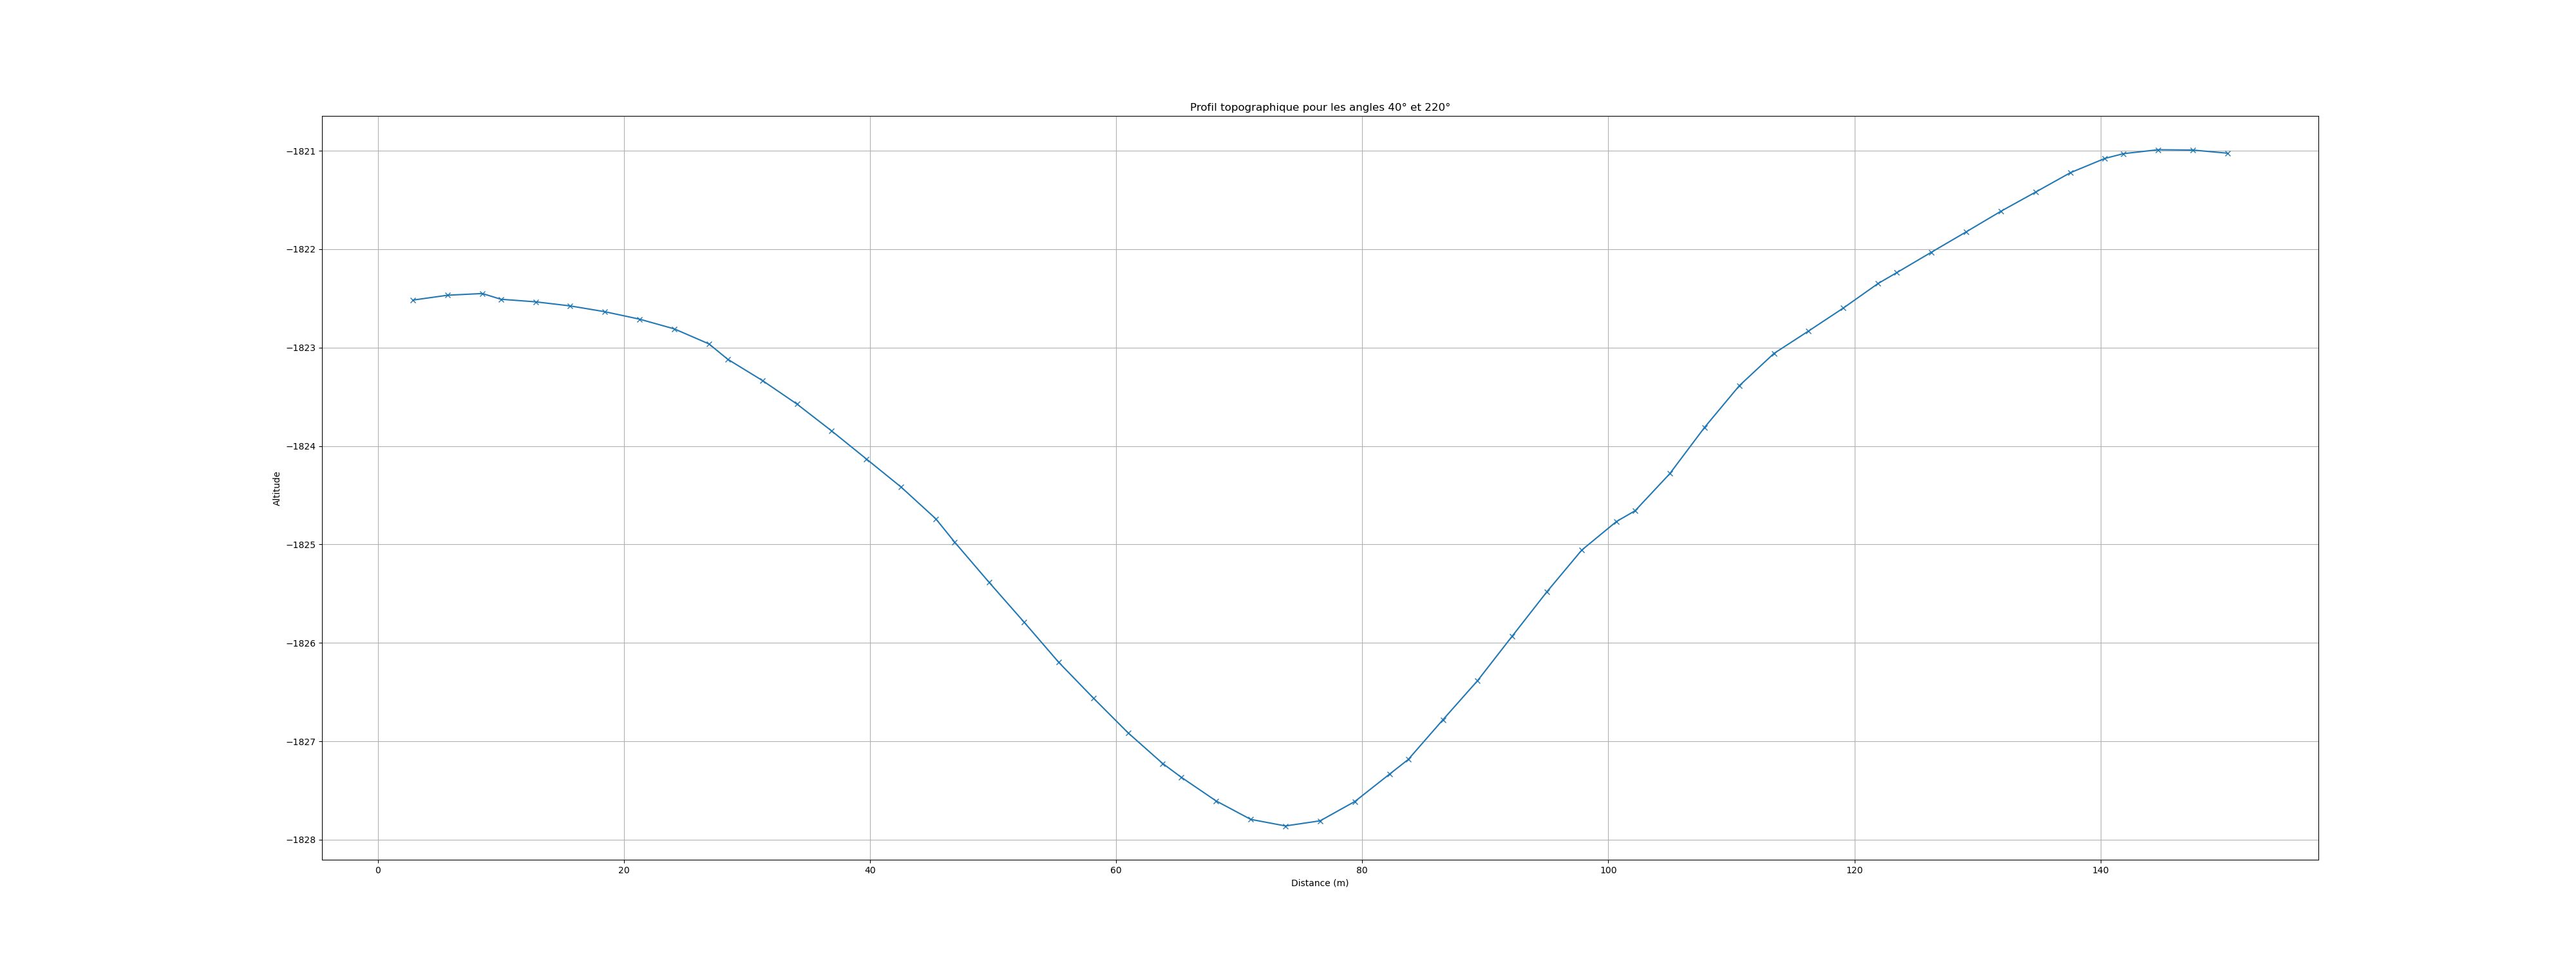 Profil topographique pour les angles 40° et 220°
−1821
−1822
−1823
−1824
−1825
−1826
−1827
−1828
Altitude
0 20 40 60 80 100 120 140
Distance (m)